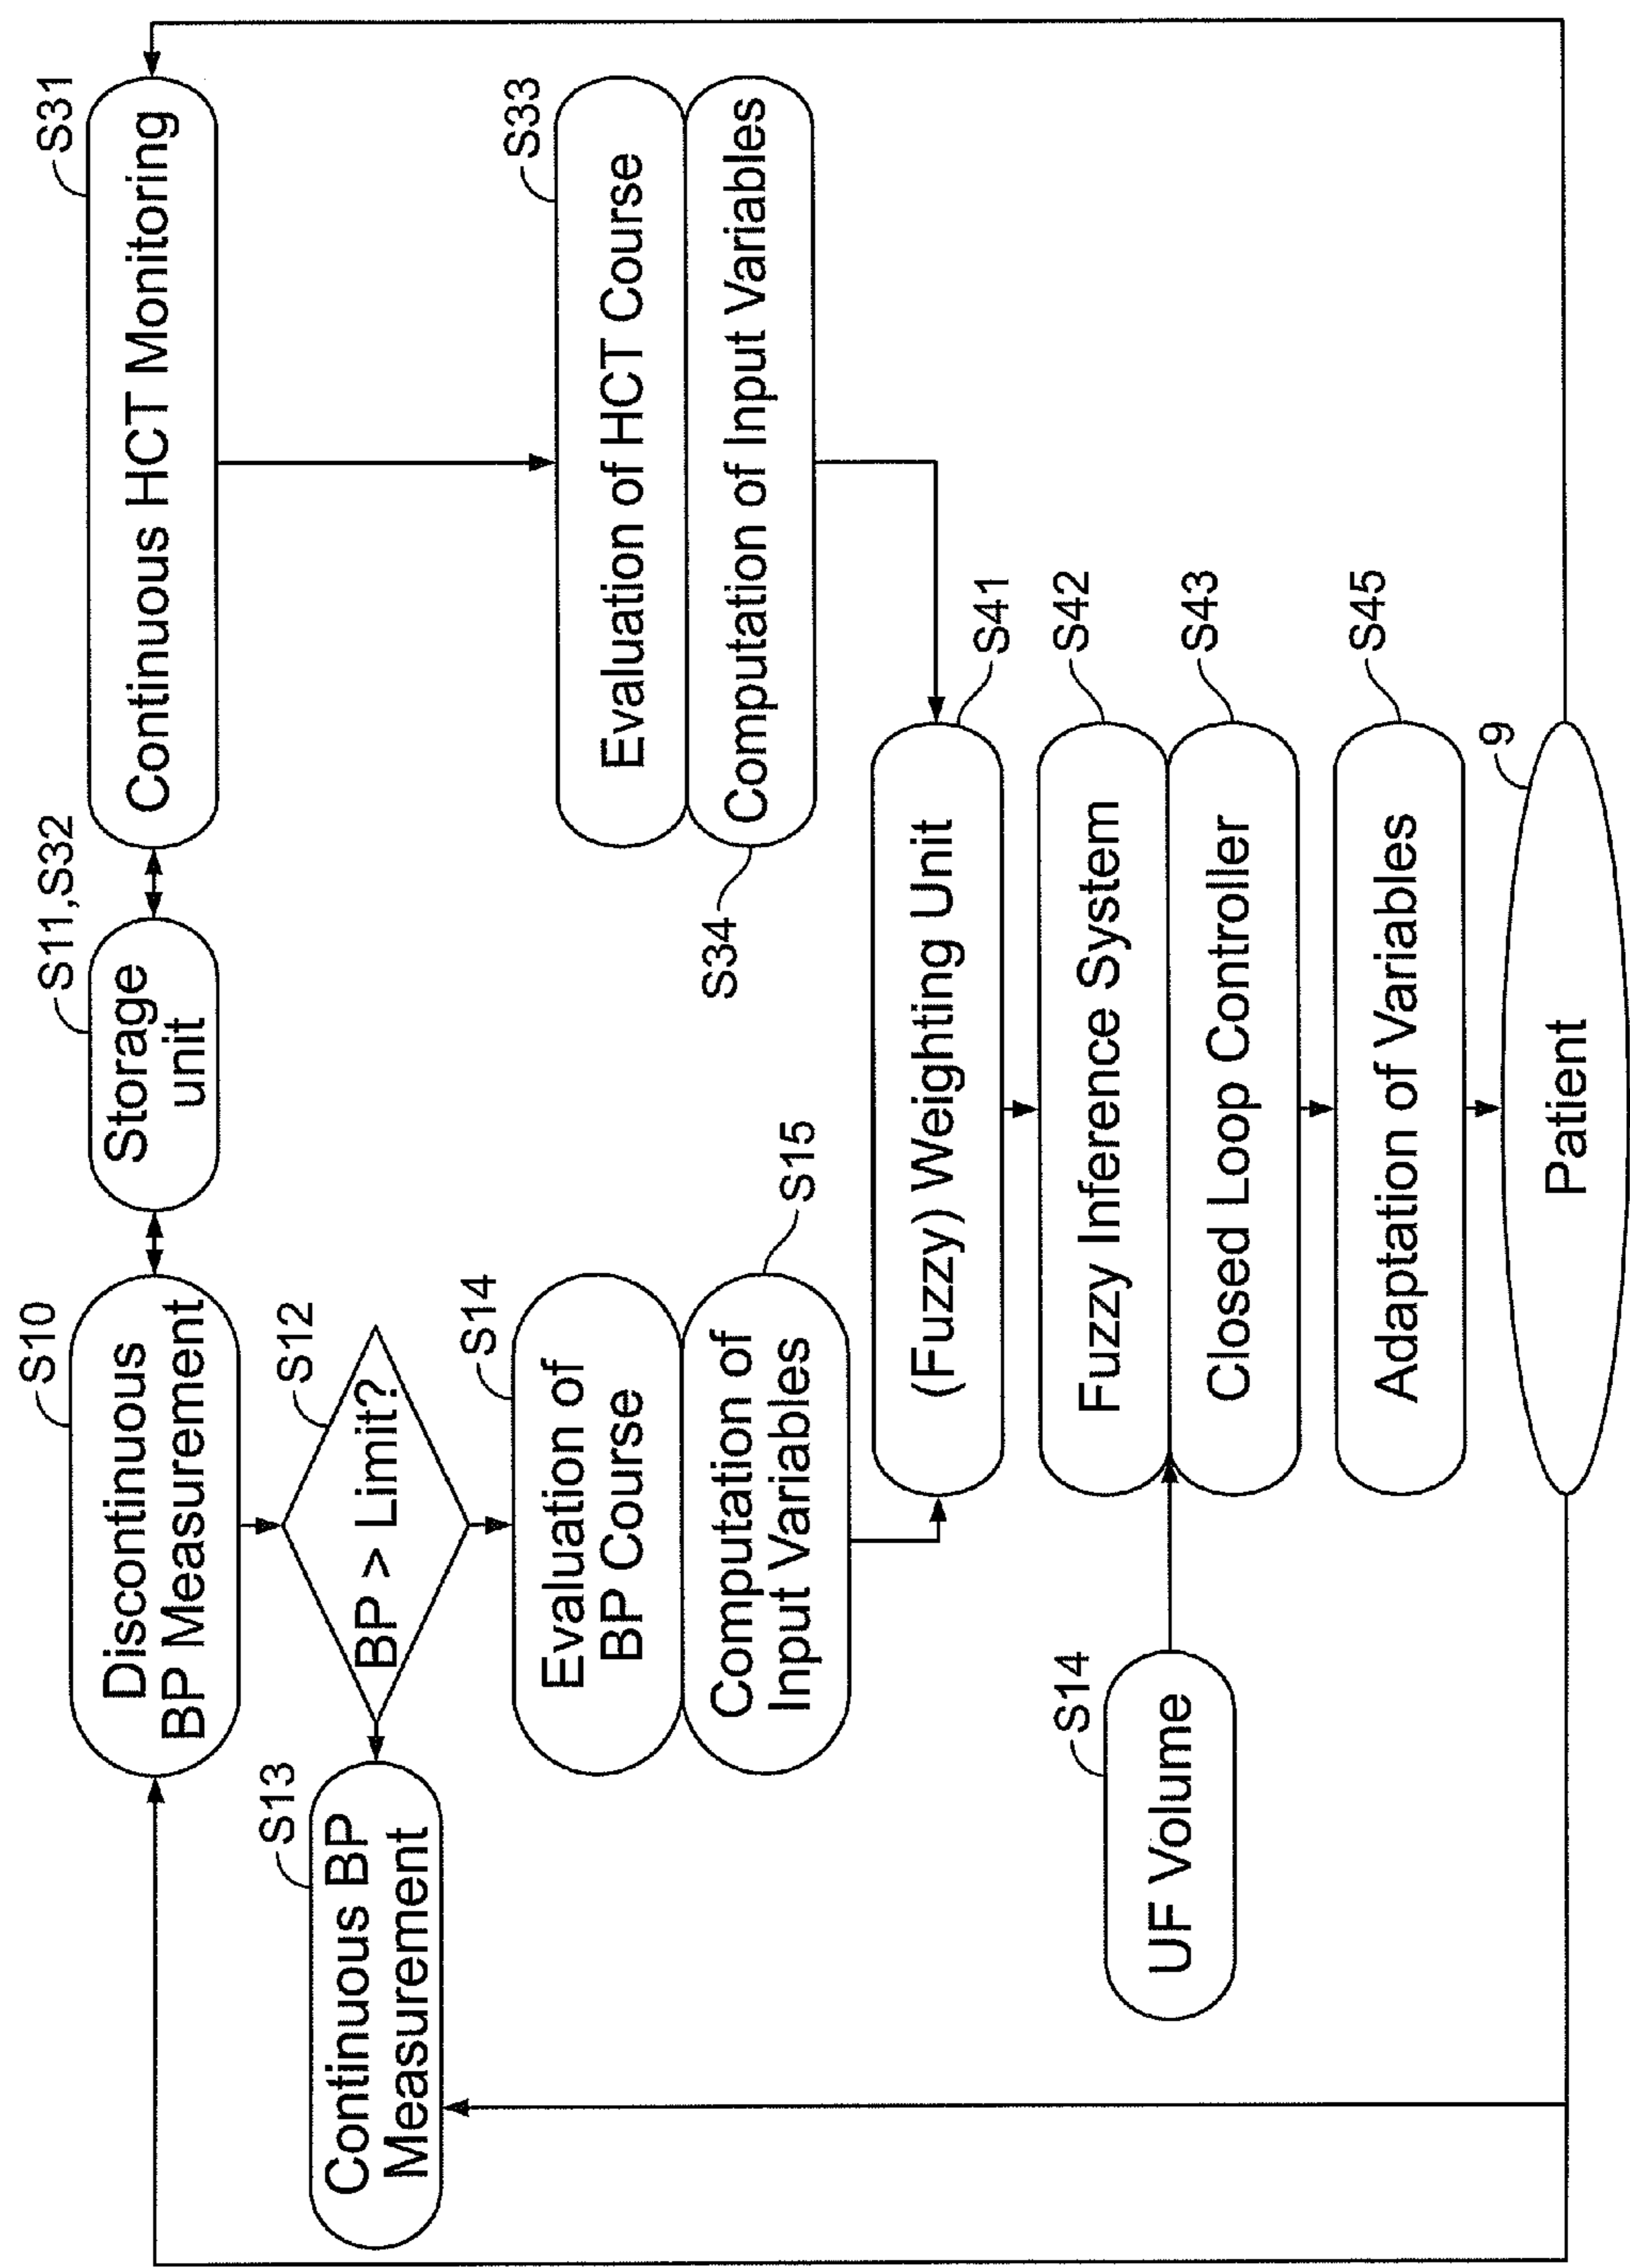 S10
Discontinuous
BP Measurement
S11,S32
Storage
unit
S31
Continuous HCT Monitoring
S12
BP > Limit?
S13
Continuous BP
Measurement
S14
Evaluation of
BP Course
Computation of
Input Variables
S15
S33
Evaluation of HCT Course
Computation of Input Variables
S34
(Fuzzy) Weighting Unit
S41
S14
UF Volume
Fuzzy Inference System
S42
Closed Loop Controller
S43
Adaptation of Variables
S45
Patient
9